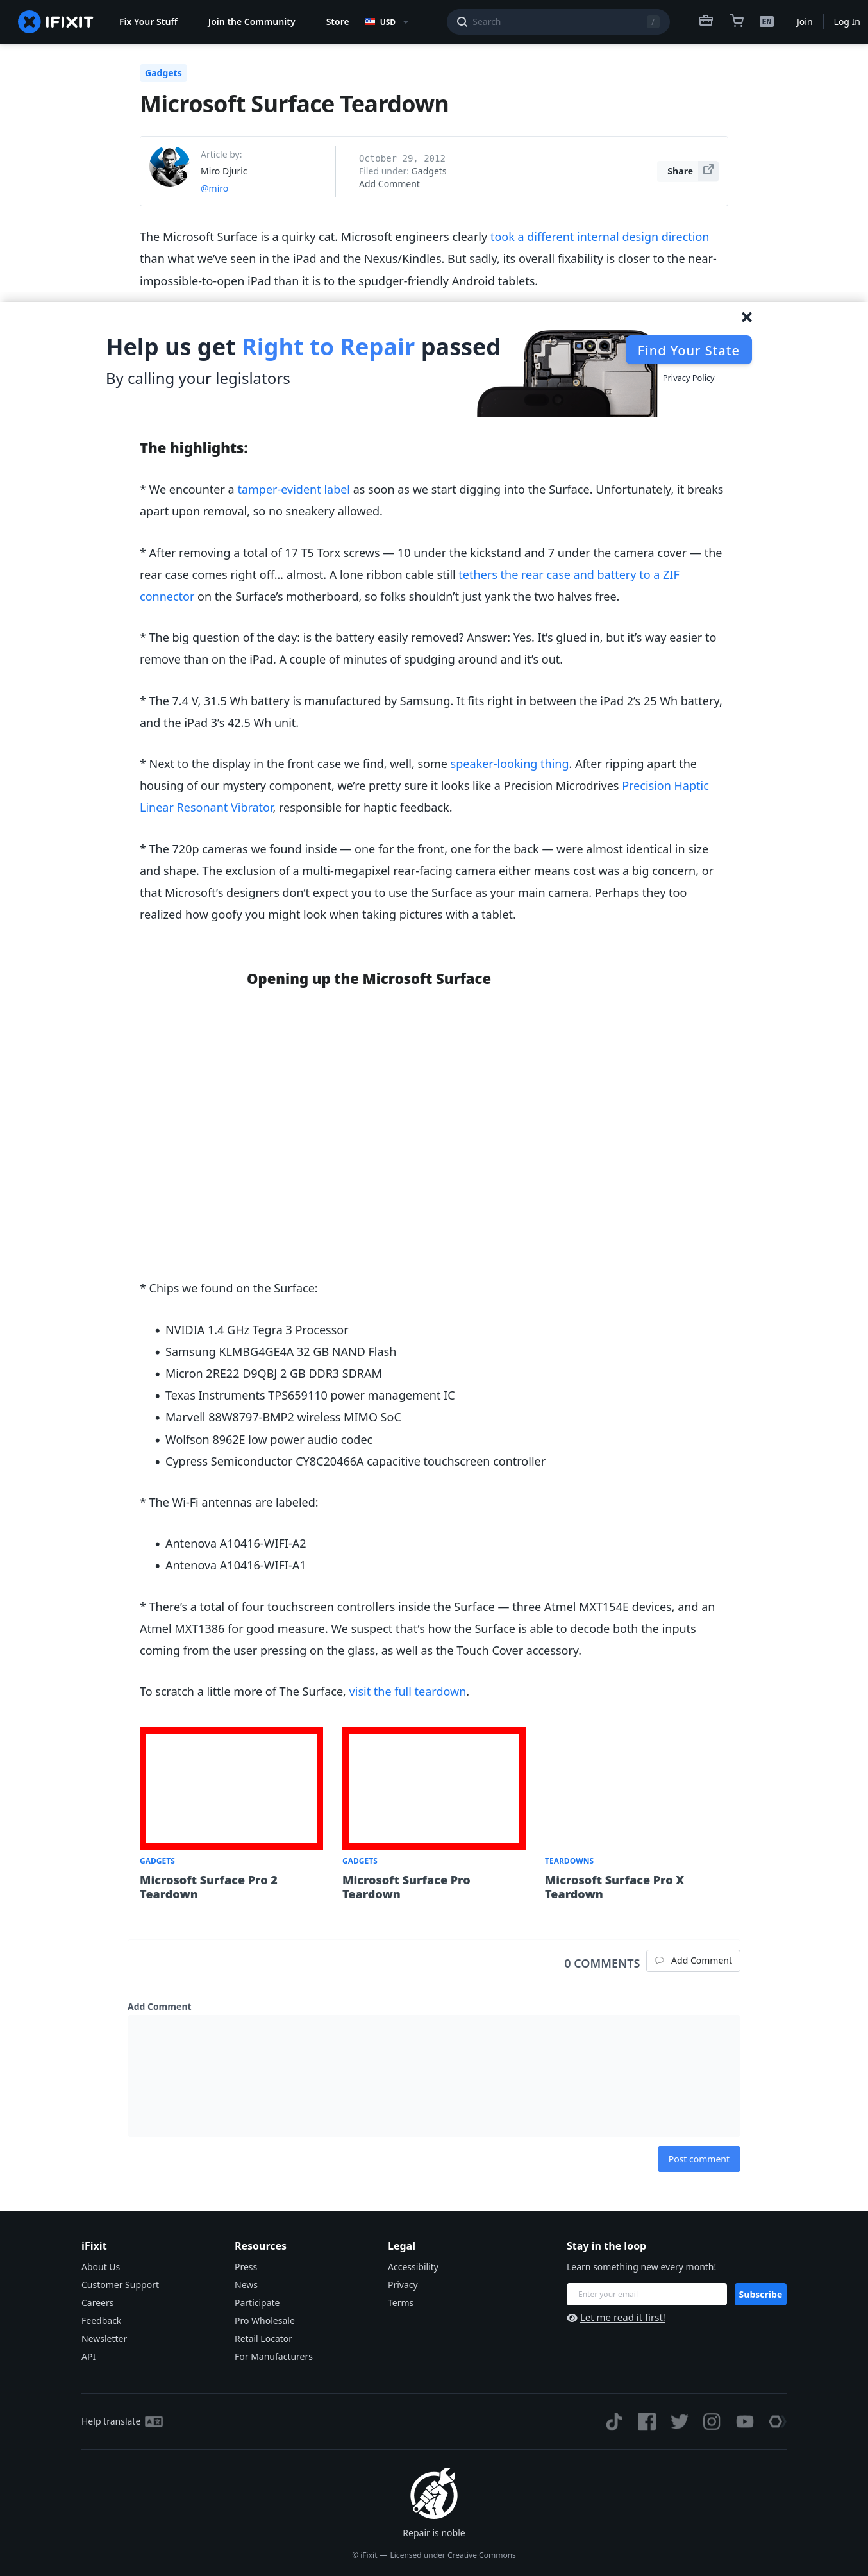 IFIXIT Fix Your Stuff Join the Community Store USD Search / EN Join Log In
Gadgets
Microsoft Surface Teardown
Article by:
Miro Djuric
@miro
October 29, 2012
Filed under: Gadgets
Add Comment
Share
The Microsoft Surface is a quirky cat. Microsoft engineers clearly took a different internal design direction
than what we’ve seen in the iPad and the Nexus/Kindles. But sadly, its overall fixability is closer to the near-
impossible-to-open iPad than it is to the spudger-friendly Android tablets.
Help us get Right to Repair passed
By calling your legislators
Find Your State
Privacy Policy
The highlights:
* We encounter a tamper-evident label as soon as we start digging into the Surface. Unfortunately, it breaks
apart upon removal, so no sneakery allowed.
* After removing a total of 17 T5 Torx screws — 10 under the kickstand and 7 under the camera cover — the
rear case comes right off… almost. A lone ribbon cable still tethers the rear case and battery to a ZIF
connector on the Surface’s motherboard, so folks shouldn’t just yank the two halves free.
* The big question of the day: is the battery easily removed? Answer: Yes. It’s glued in, but it’s way easier to
remove than on the iPad. A couple of minutes of spudging around and it’s out.
* The 7.4 V, 31.5 Wh battery is manufactured by Samsung. It fits right in between the iPad 2’s 25 Wh battery,
and the iPad 3’s 42.5 Wh unit.
* Next to the display in the front case we find, well, some speaker-looking thing. After ripping apart the
housing of our mystery component, we’re pretty sure it looks like a Precision Microdrives Precision Haptic
Linear Resonant Vibrator, responsible for haptic feedback.
* The 720p cameras we found inside — one for the front, one for the back — were almost identical in size
and shape. The exclusion of a multi-megapixel rear-facing camera either means cost was a big concern, or
that Microsoft’s designers don’t expect you to use the Surface as your main camera. Perhaps they too
realized how goofy you might look when taking pictures with a tablet.
Opening up the Microsoft Surface
* Chips we found on the Surface:
• NVIDIA 1.4 GHz Tegra 3 Processor
• Samsung KLMBG4GE4A 32 GB NAND Flash
• Micron 2RE22 D9QBJ 2 GB DDR3 SDRAM
• Texas Instruments TPS659110 power management IC
• Marvell 88W8797-BMP2 wireless MIMO SoC
• Wolfson 8962E low power audio codec
• Cypress Semiconductor CY8C20466A capacitive touchscreen controller
* The Wi-Fi antennas are labeled:
• Antenova A10416-WIFI-A2
• Antenova A10416-WIFI-A1
* There’s a total of four touchscreen controllers inside the Surface — three Atmel MXT154E devices, and an
Atmel MXT1386 for good measure. We suspect that’s how the Surface is able to decode both the inputs
coming from the user pressing on the glass, as well as the Touch Cover accessory.
To scratch a little more of The Surface, visit the full teardown.
GADGETS
Microsoft Surface Pro 2
Teardown
GADGETS
Microsoft Surface Pro
Teardown
TEARDOWNS
Microsoft Surface Pro X
Teardown
0 COMMENTS
Add Comment
Add Comment
Post comment
iFixit
About Us
Customer Support
Careers
Feedback
Newsletter
API
Resources
Press
News
Participate
Pro Wholesale
Retail Locator
For Manufacturers
Legal
Accessibility
Privacy
Terms
Stay in the loop
Learn something new every month!
Enter your email
Subscribe
Let me read it first!
Help translate
Repair is noble
© iFixit — Licensed under Creative Commons